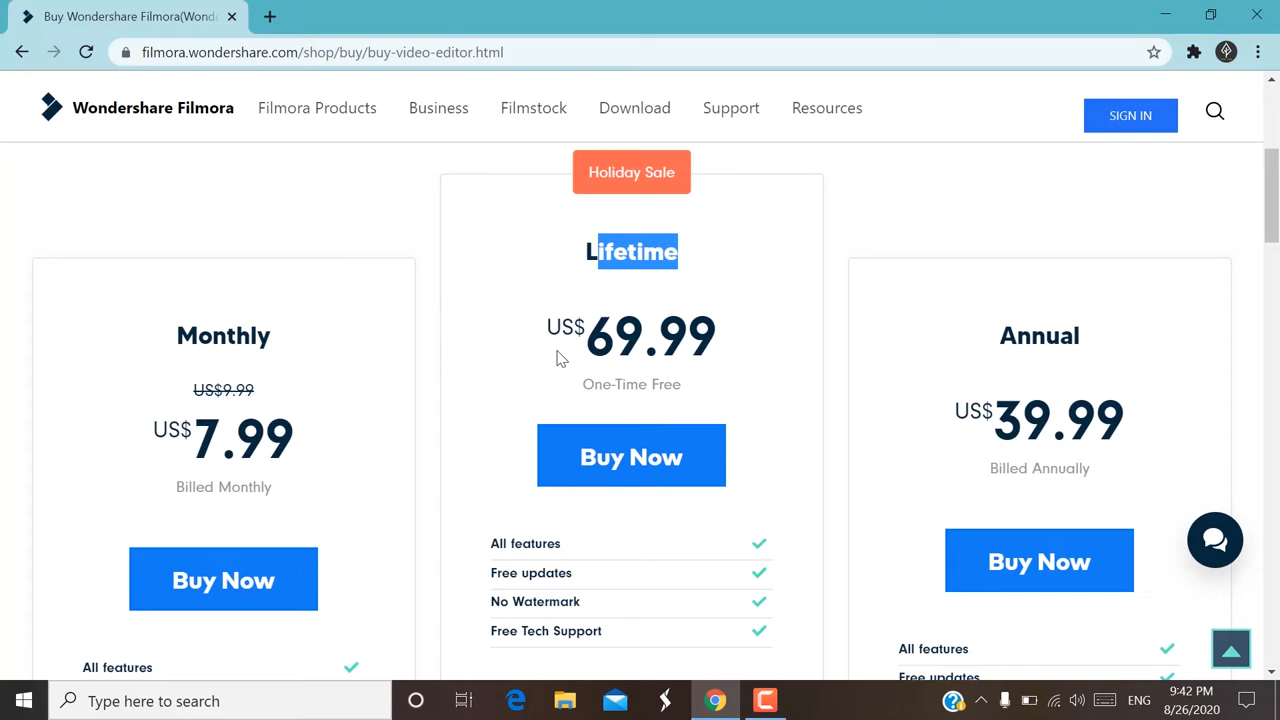 Buy Wondershare Filmora(Windows)
filmora.wondershare.com/shop/buy/buy-video-editor.html
Wondershare Filmora
Filmora Products
Business
Filmstock
Download
Support
Resources
SIGN IN
Holiday Sale
Lifetime
US$69.99
One-Time Free
Buy Now
All features
Free updates
No Watermark
Free Tech Support
Monthly
US$9.99
US$7.99
Billed Monthly
Buy Now
All features
Annual
US$39.99
Billed Annually
Buy Now
All features
Free updates
Type here to search
ENG
9:42 PM
8/26/2020